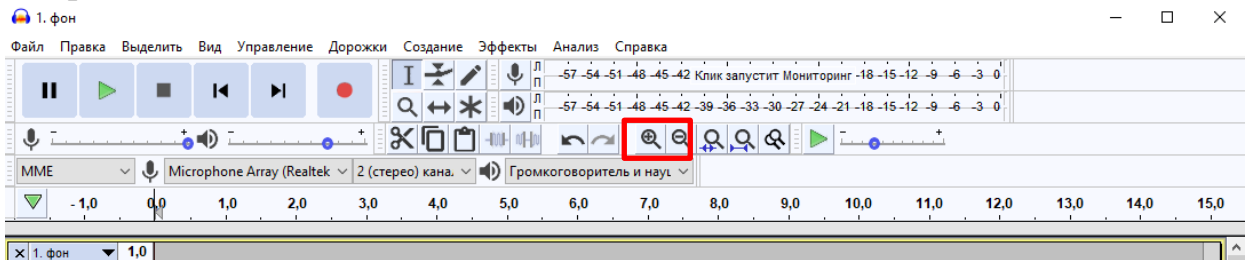 1. фон
Файл Правка Выделить Вид Управление Дорожки Создание Эффекты Анализ Справка
Л П -57 -54 -51 -48 -45 -42 Клик запустит Мониторинг -18 -15 -12 -9 -6 -3 0
Л П -57 -54 -51 -48 -45 -42 -39 -36 -33 -30 -27 -24 -21 -18 -15 -12 -9 -6 -3 0
- + - + - +
MME Microphone Array (Realtek 2 (стерео) кана. Громкоговоритель и науц
- 1,0 0,0 1,0 2,0 3,0 4,0 5,0 6,0 7,0 8,0 9,0 10,0 11,0 12,0 13,0 14,0 15,0
1. фон 1,0